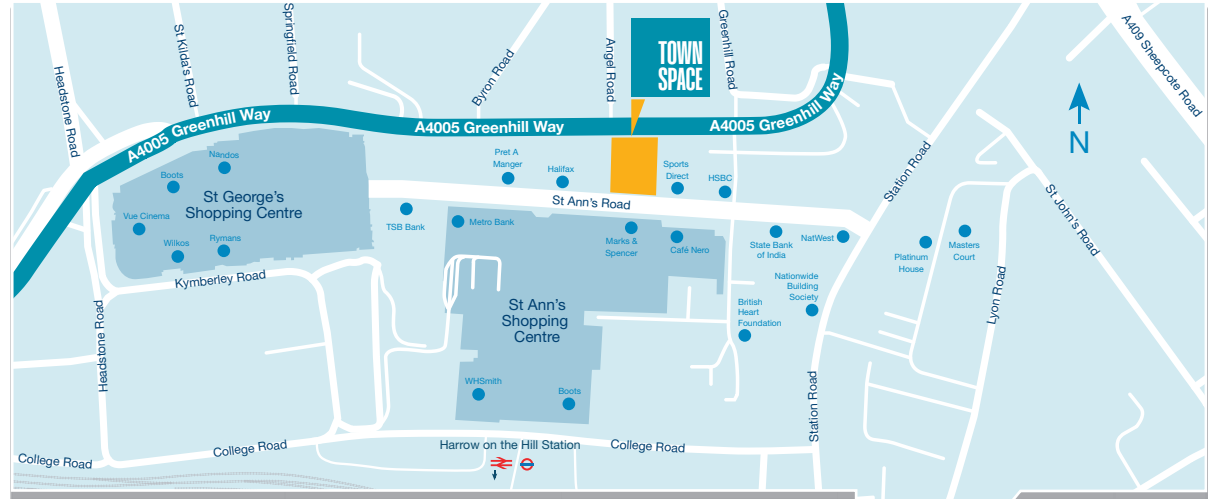 St Kilda's Road
Springfield Road
Headstone Road
Byron Road
Angel Road
TOWN
SPACE
Greenhill Road
A409 Sheepcote Road
A4005 Greenhill Way
A4005 Greenhill Way
A4005 Greenhill Way
N
Nandos
Boots
St George's
Shopping Centre
Vue Cinema
Wilkos
Rymans
Kymberley Road
Headstone Road
Pret A
Manger
Halifax
Sports
Direct
HSBC
St Ann's Road
TSB Bank
Metro Bank
Marks &
Spencer
Café Nero
State Bank
of India
NatWest
Station Road
Platinum
House
Masters
Court
St John's Road
Lyon Road
Nationwide
Building
Society
British
Heart
Foundation
St Ann's
Shopping
Centre
WHSmith
Boots
Station Road
College Road
College Road
Harrow on the Hill Station
College Road